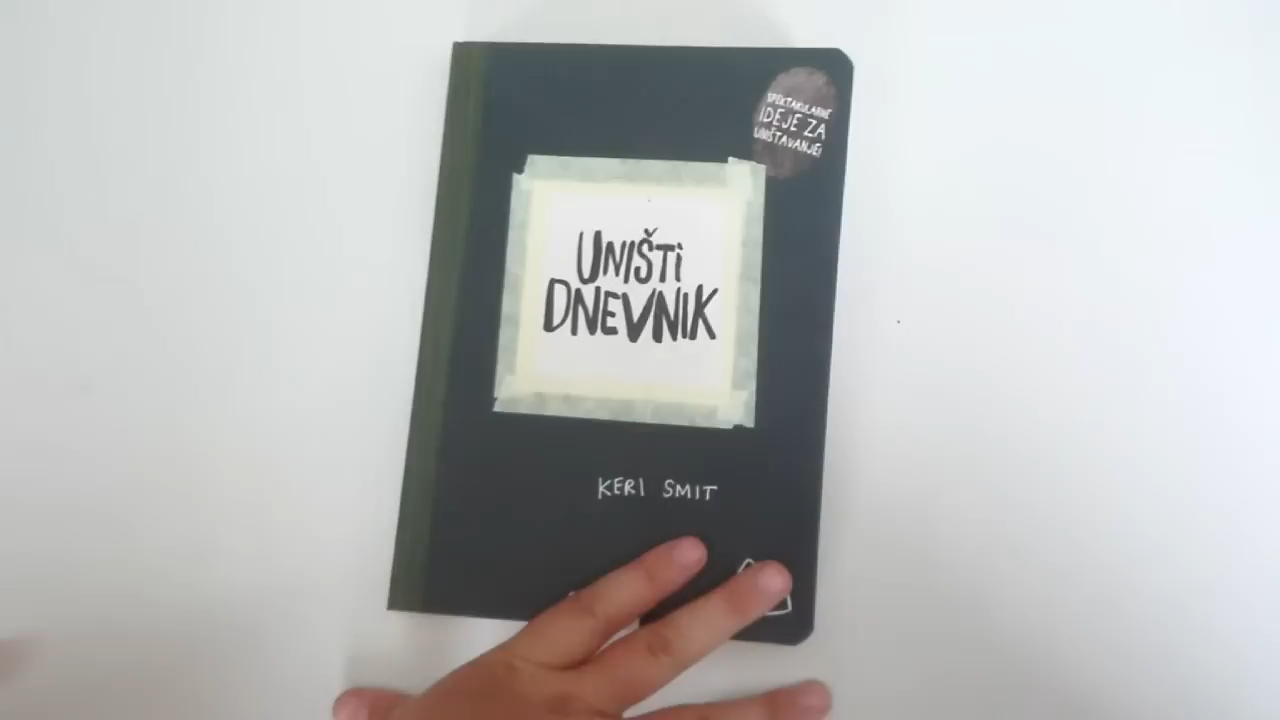 SPEKTAKULARNE
IDEJE ZA
UNIŠTAVANJE!
UNIŠTi
DNEVNIK
KERI SMIT